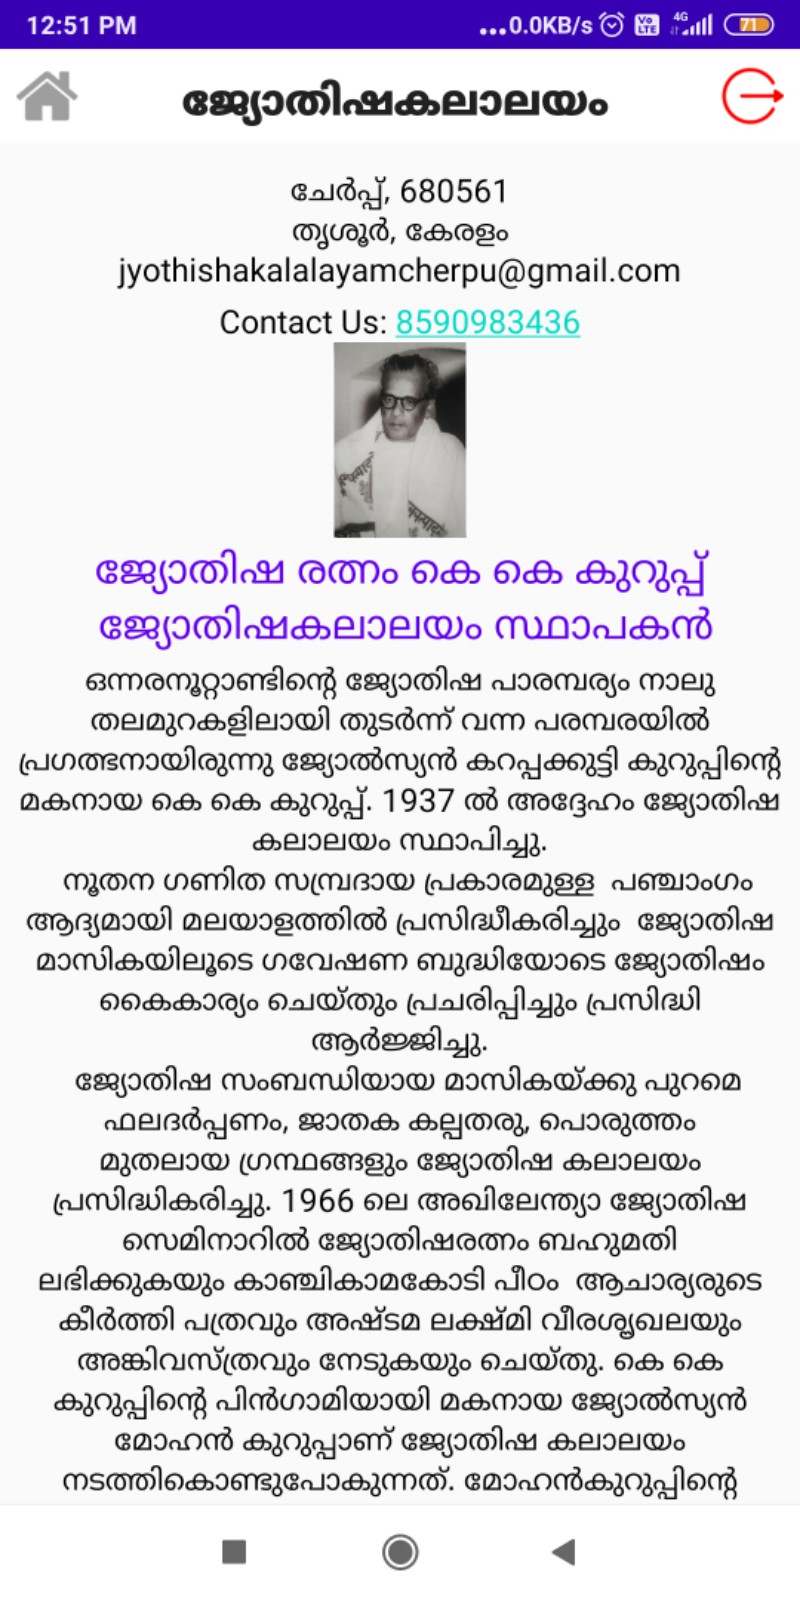 12:51 PM ...0.0KB/s Vo LTE 4G 71
ജ്യോതിഷകലാലയം
ചേർപ്പ്, 680561
തൃശൂർ, കേരളം
jyothishakalalayamcherpu@gmail.com
Contact Us: 8590983436
ജ്യോതിഷ രത്നം കെ കെ കുറുപ്പ്
ജ്യോതിഷകലാലയം സ്ഥാപകൻ
ഒന്നരനൂറ്റാണ്ടിന്റെ ജ്യോതിഷ പാരമ്പര്യം നാലു
തലമുറകളിലായി തുടർന്ന് വന്ന പരമ്പരയിൽ
പ്രഗത്ഭനായിരുന്നു ജ്യോൽസ്യൻ കറപ്പക്കുട്ടി കുറുപ്പിന്റെ
മകനായ കെ കെ കുറുപ്പ്. 1937 ൽ അദ്ദേഹം ജ്യോതിഷ
കലാലയം സ്ഥാപിച്ചു.
നൂതന ഗണിത സമ്പ്രദായ പ്രകാരമുള്ള പഞ്ചാംഗം
ആദ്യമായി മലയാളത്തിൽ പ്രസിദ്ധീകരിച്ചും ജ്യോതിഷ
മാസികയിലൂടെ ഗവേഷണ ബുദ്ധിയോടെ ജ്യോതിഷം
കൈകാര്യം ചെയ്തും പ്രചരിപ്പിച്ചും പ്രസിദ്ധി
ആർജ്ജിച്ചു.
ജ്യോതിഷ സംബന്ധിയായ മാസികയ്ക്കു പുറമെ
ഫലദർപ്പണം, ജാതക കല്പതരു, പൊരുത്തം
മുതലായ ഗ്രന്ഥങ്ങളും ജ്യോതിഷ കലാലയം
പ്രസിദ്ധികരിച്ചു. 1966 ലെ അഖിലേന്ത്യാ ജ്യോതിഷ
സെമിനാറിൽ ജ്യോതിഷരത്നം ബഹുമതി
ലഭിക്കുകയും കാഞ്ചികാമകോടി പീഠം ആചാര്യരുടെ
കീർത്തി പത്രവും അഷ്ടമ ലക്ഷ്മി വീരശൃഖലയും
അങ്കിവസ്ത്രവും നേടുകയും ചെയ്തു. കെ കെ
കുറുപ്പിന്റെ പിൻഗാമിയായി മകനായ ജ്യോൽസ്യൻ
മോഹൻ കുറുപ്പാണ് ജ്യോതിഷ കലാലയം
നടത്തികൊണ്ടുപോകുന്നത്. മോഹൻകുറുപ്പിന്റെ